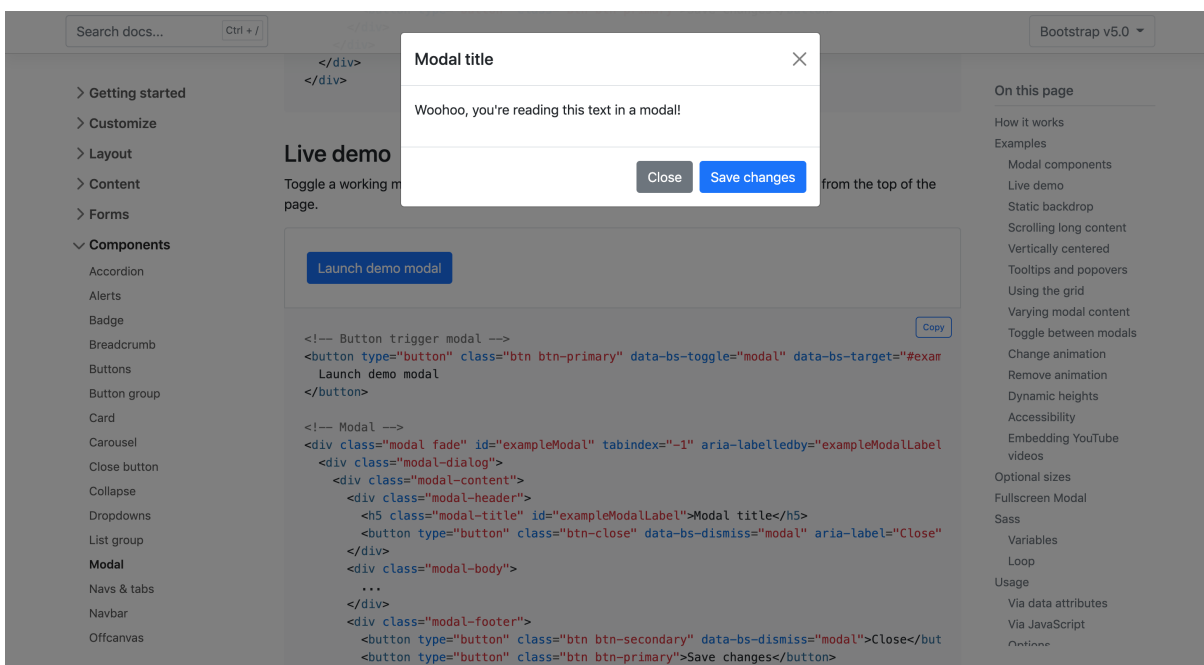 Search docs...
Ctrl + /
Bootstrap v5.0
Modal title
Woohoo, you're reading this text in a modal!
Close
Save changes
Getting started
Customize
Layout
Content
Forms
Components
Accordion
Alerts
Badge
Breadcrumb
Buttons
Button group
Card
Carousel
Close button
Collapse
Dropdowns
List group
Modal
Navs & tabs
Navbar
Offcanvas
</div>
</div>
Live demo
Toggle a working m
from the top of the
page.
Launch demo modal
Copy
<!-- Button trigger modal -->
<button type="button" class="btn btn-primary" data-bs-toggle="modal" data-bs-target="#exam
Launch demo modal
</button>
<!-- Modal -->
<div class="modal fade" id="exampleModal" tabindex="-1" aria-labelledby="exampleModalLabel
<div class="modal-dialog">
<div class="modal-content">
<div class="modal-header">
<h5 class="modal-title" id="exampleModalLabel">Modal title</h5>
<button type="button" class="btn-close" data-bs-dismiss="modal" aria-label="Close"
</div>
<div class="modal-body">
...
</div>
<div class="modal-footer">
<button type="button" class="btn btn-secondary" data-bs-dismiss="modal">Close</but
<button type="button" class="btn btn-primary">Save changes</button>
On this page
How it works
Examples
Modal components
Live demo
Static backdrop
Scrolling long content
Vertically centered
Tooltips and popovers
Using the grid
Varying modal content
Toggle between modals
Change animation
Remove animation
Dynamic heights
Accessibility
Embedding YouTube
videos
Optional sizes
Fullscreen Modal
Sass
Variables
Loop
Usage
Via data attributes
Via JavaScript
Options